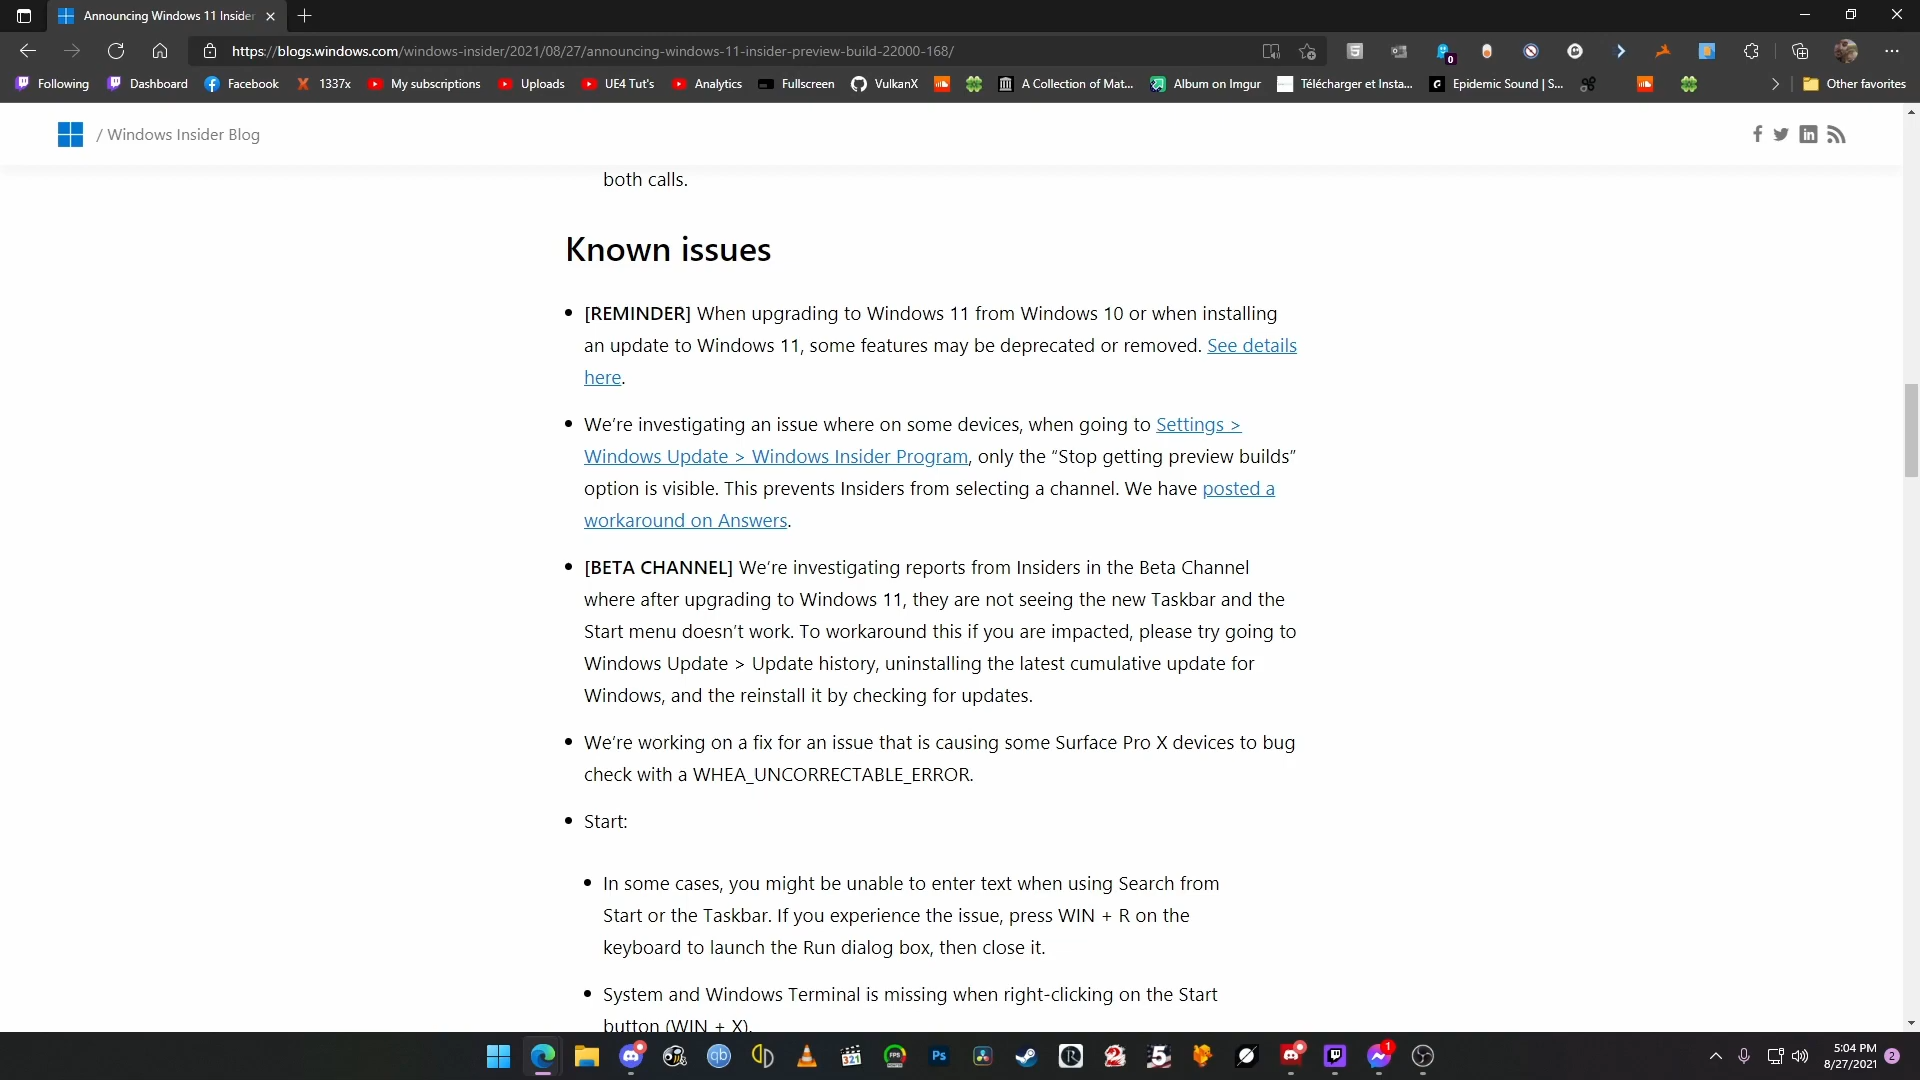 Announcing Windows 11 Insider
https://blogs.windows.com/windows-insider/2021/08/27/announcing-windows-11-insider-preview-build-22000-168/
0
Following Dashboard Facebook 1337x My subscriptions Uploads UE4 Tut's Analytics Fullscreen VulkanX A Collection of Mat... Album on Imgur Télécharger et Insta... Epidemic Sound | S... Other favorites
/ Windows Insider Blog
both calls.
Known issues
[REMINDER] When upgrading to Windows 11 from Windows 10 or when installing
an update to Windows 11, some features may be deprecated or removed. See details
here.
We’re investigating an issue where on some devices, when going to Settings >
Windows Update > Windows Insider Program, only the “Stop getting preview builds”
option is visible. This prevents Insiders from selecting a channel. We have posted a
workaround on Answers.
[BETA CHANNEL] We’re investigating reports from Insiders in the Beta Channel
where after upgrading to Windows 11, they are not seeing the new Taskbar and the
Start menu doesn’t work. To workaround this if you are impacted, please try going to
Windows Update > Update history, uninstalling the latest cumulative update for
Windows, and the reinstall it by checking for updates.
We’re working on a fix for an issue that is causing some Surface Pro X devices to bug
check with a WHEA_UNCORRECTABLE_ERROR.
Start:
In some cases, you might be unable to enter text when using Search from
Start or the Taskbar. If you experience the issue, press WIN + R on the
keyboard to launch the Run dialog box, then close it.
System and Windows Terminal is missing when right-clicking on the Start
button (WIN + X).
qb 321 FPS Ps R 2 5 1
5:04 PM
8/27/2021 2